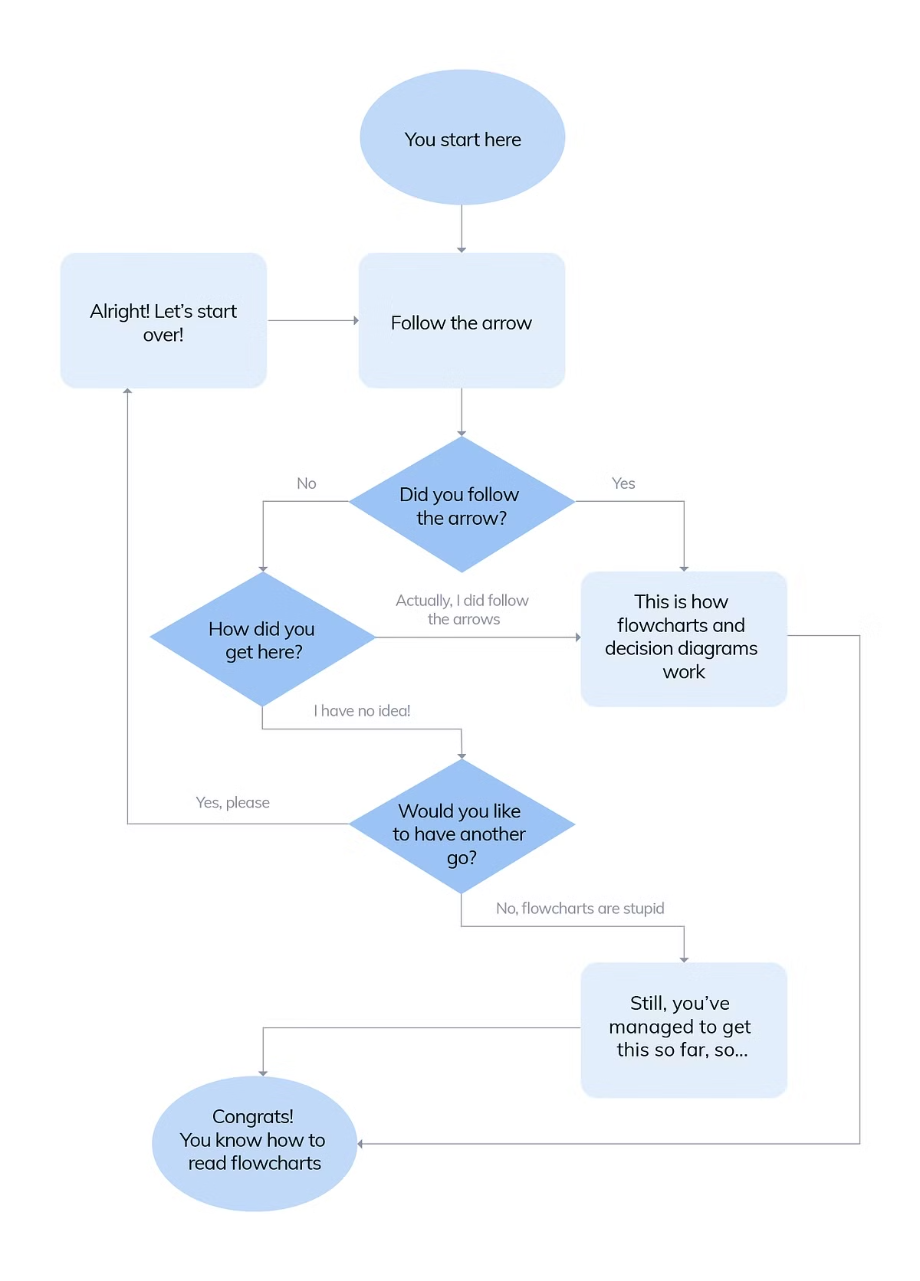 You start here
Alright! Let's start
over!
Follow the arrow
No
Did you follow
the arrow?
Yes
How did you
get here?
Actually, I did follow
the arrows
This is how
flowcharts and
decision diagrams
work
I have no idea!
Yes, please
Would you like
to have another
go?
No, flowcharts are stupid
Still, you've
managed to get
this so far, so...
Congrats!
You know how to
read flowcharts